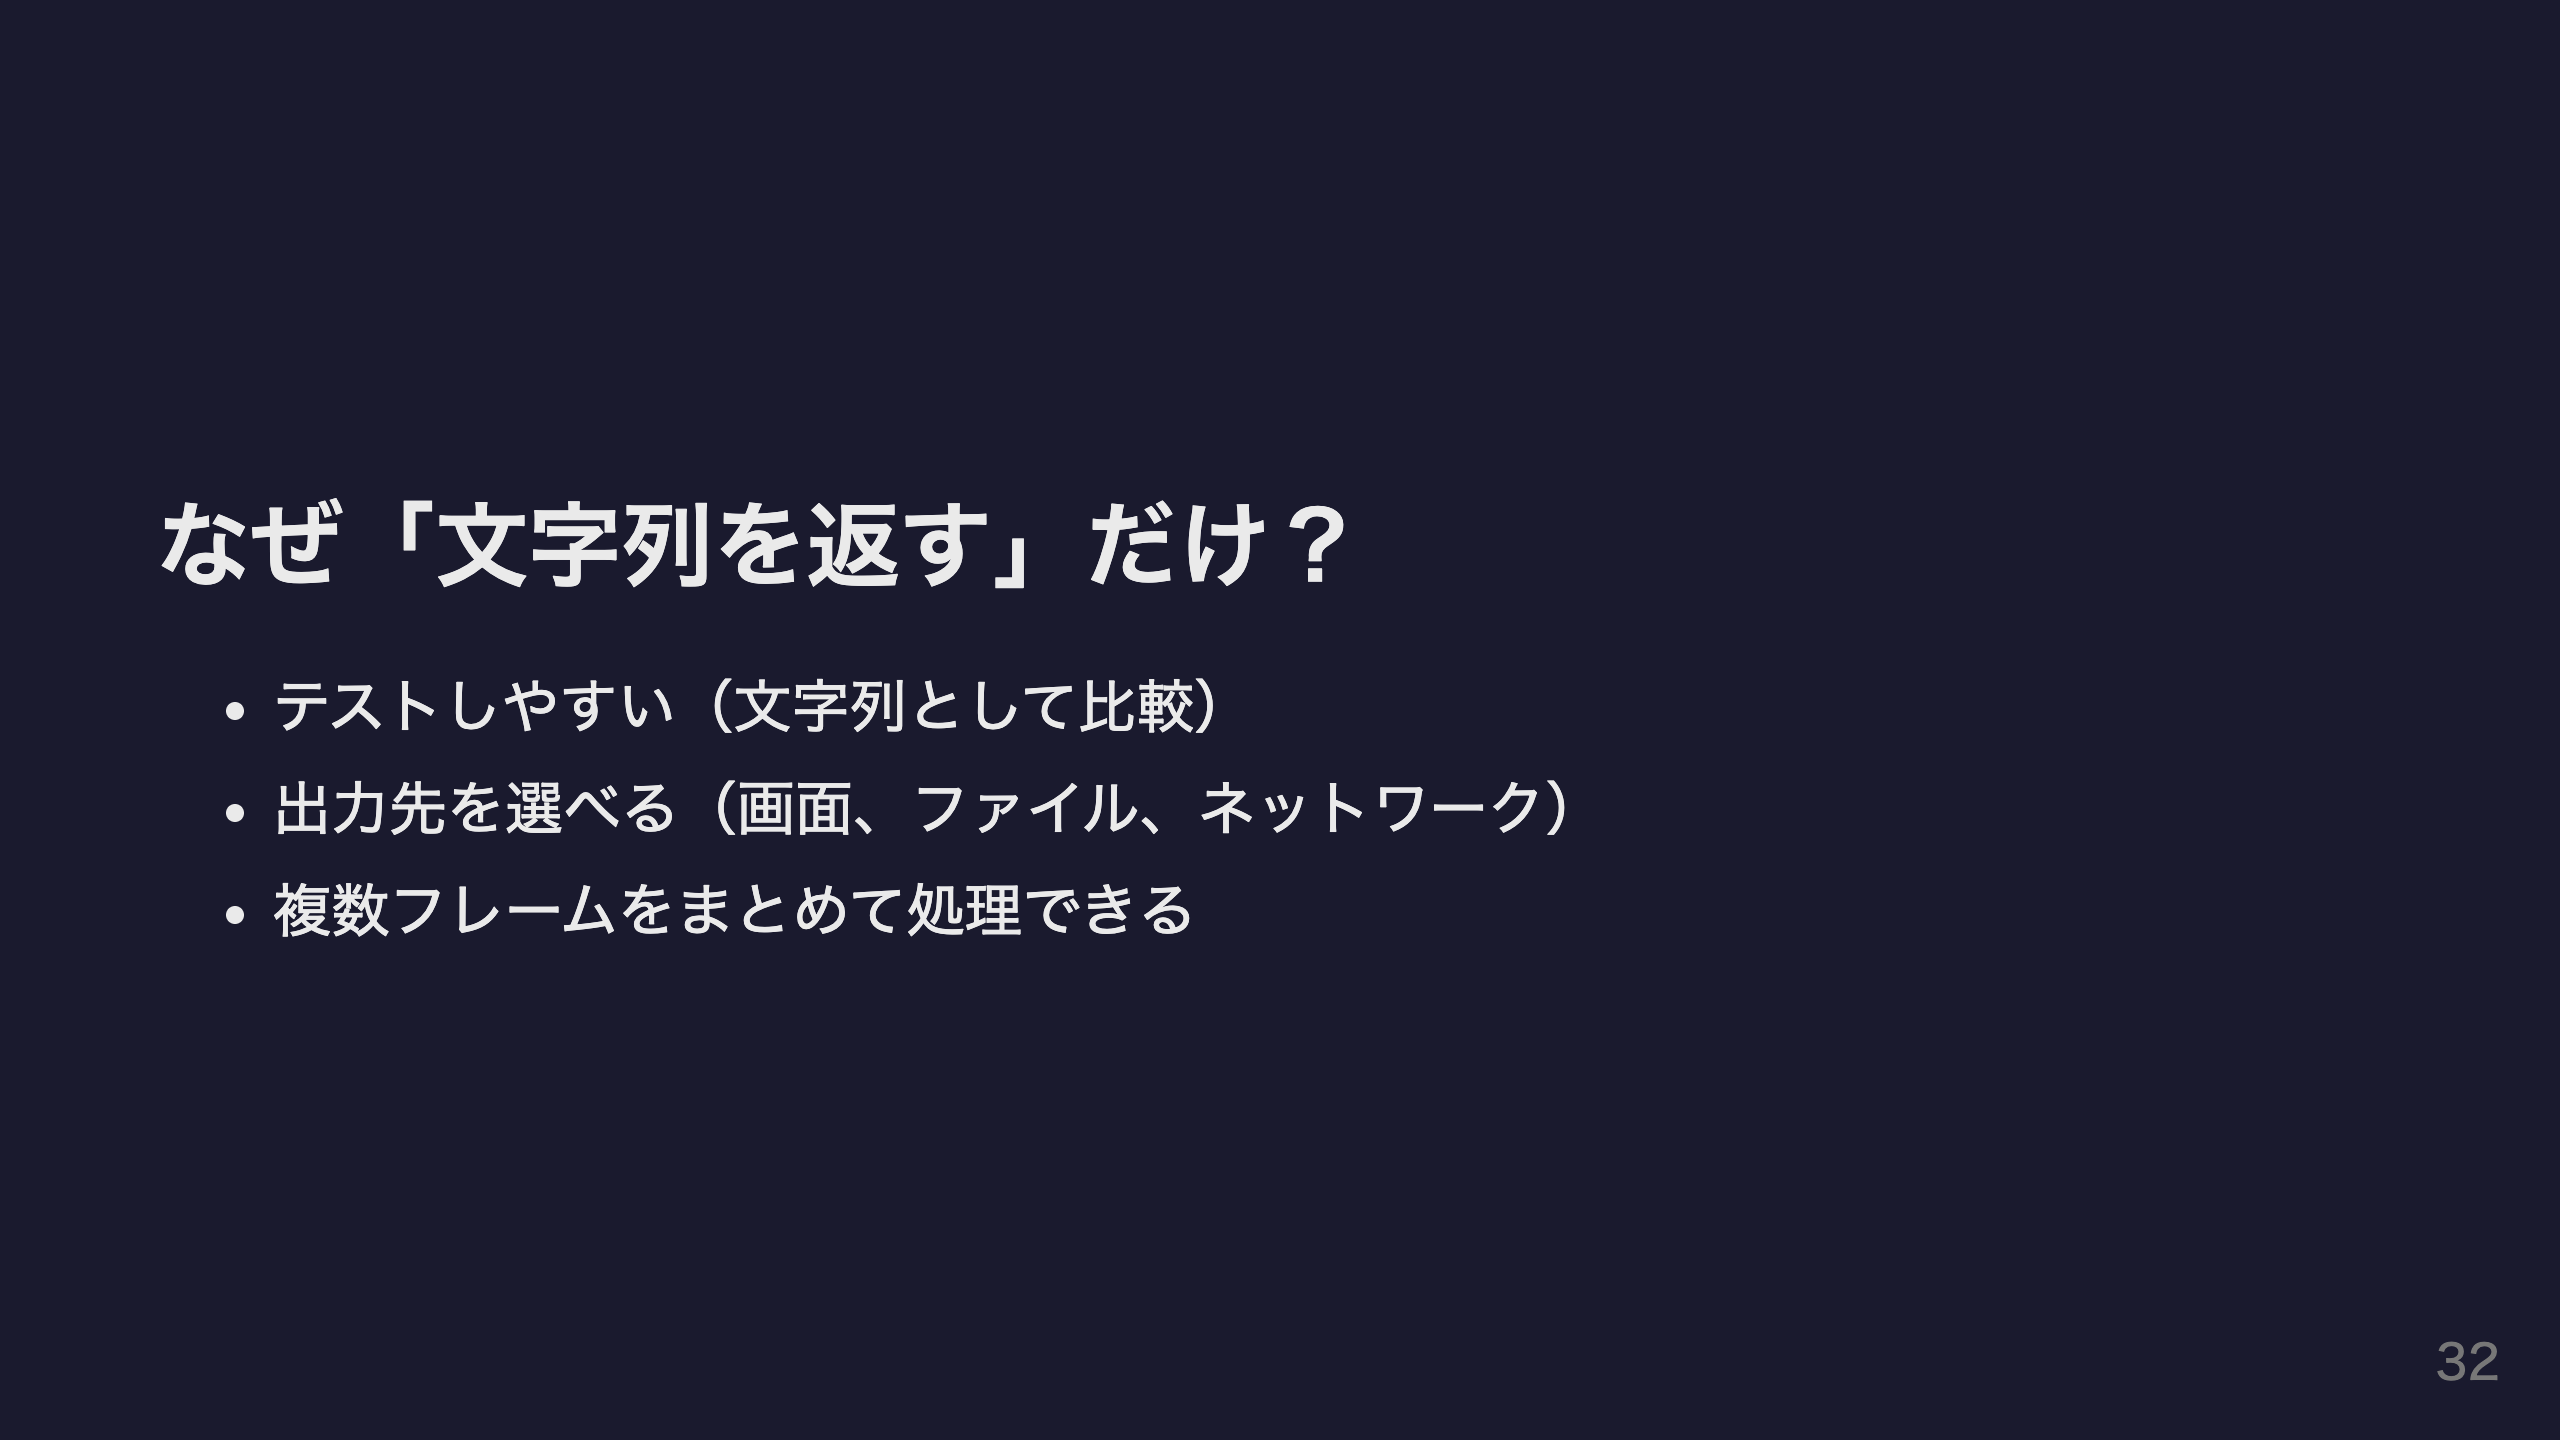 なぜ「文字列を返す」だけ？
• テストしやすい（文字列として比較）
• 出力先を選べる（画面、ファイル、ネットワーク）
• 複数フレームをまとめて処理できる
32